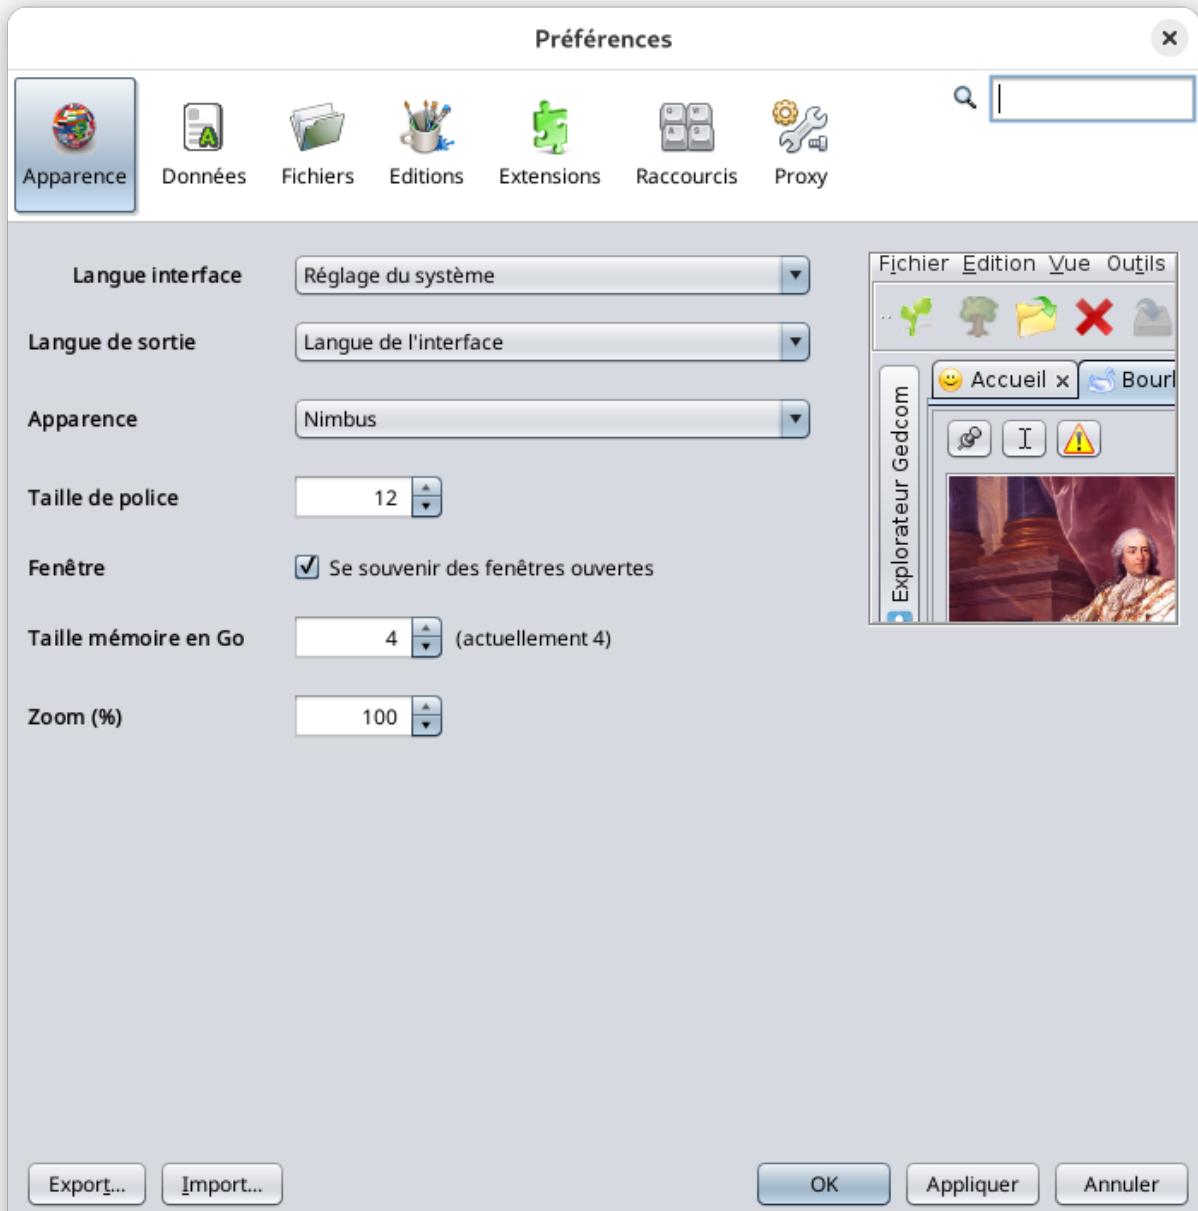 Préférences
Apparence
Données
Fichiers
Editions
Extensions
Raccourcis
Proxy
Langue interface
Réglage du système
Langue de sortie
Langue de l'interface
Apparence
Nimbus
Taille de police
12
Fenêtre
Se souvenir des fenêtres ouvertes
Taille mémoire en Go
4
(actuellement 4)
Zoom (%)
100
Fichier Edition Vue Outils
Accueil
Bourl
Explorateur Gedcom
Export...
Import...
OK
Appliquer
Annuler